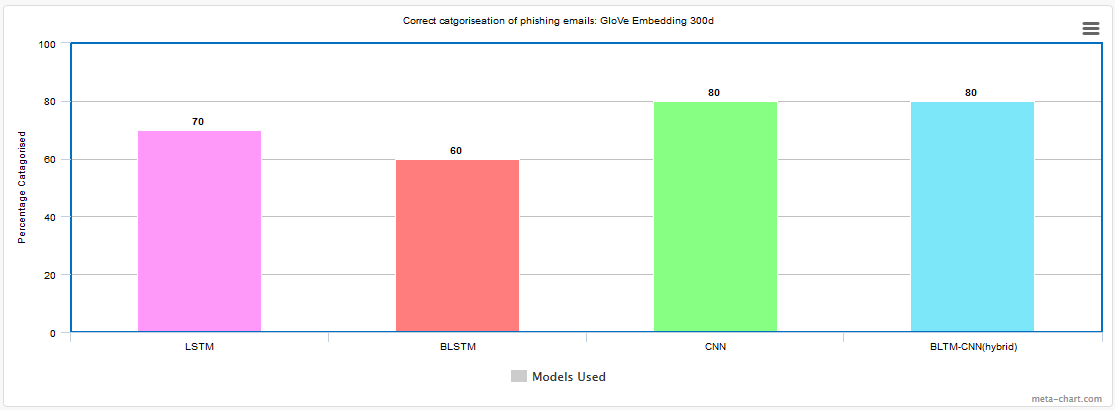 Correct catgoriseation of phishing emails: GloVe Embedding 300d
100
80
60
40
20
0
Percentage Catagorised
70
60
80
80
LSTM
BLSTM
CNN
BLTM-CNN(hybrid)
Models Used
meta-chart.com